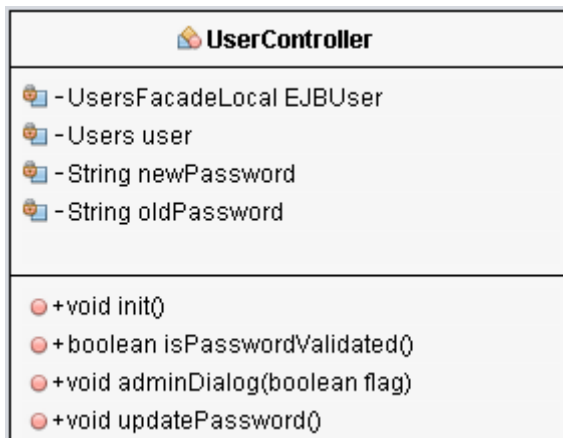 UserController
-UsersFacadeLocal EJBUser
-Users user
-String newPassword
-String oldPassword
+void init()
+boolean isPasswordValidated()
+void adminDialog(boolean flag)
+void updatePassword()